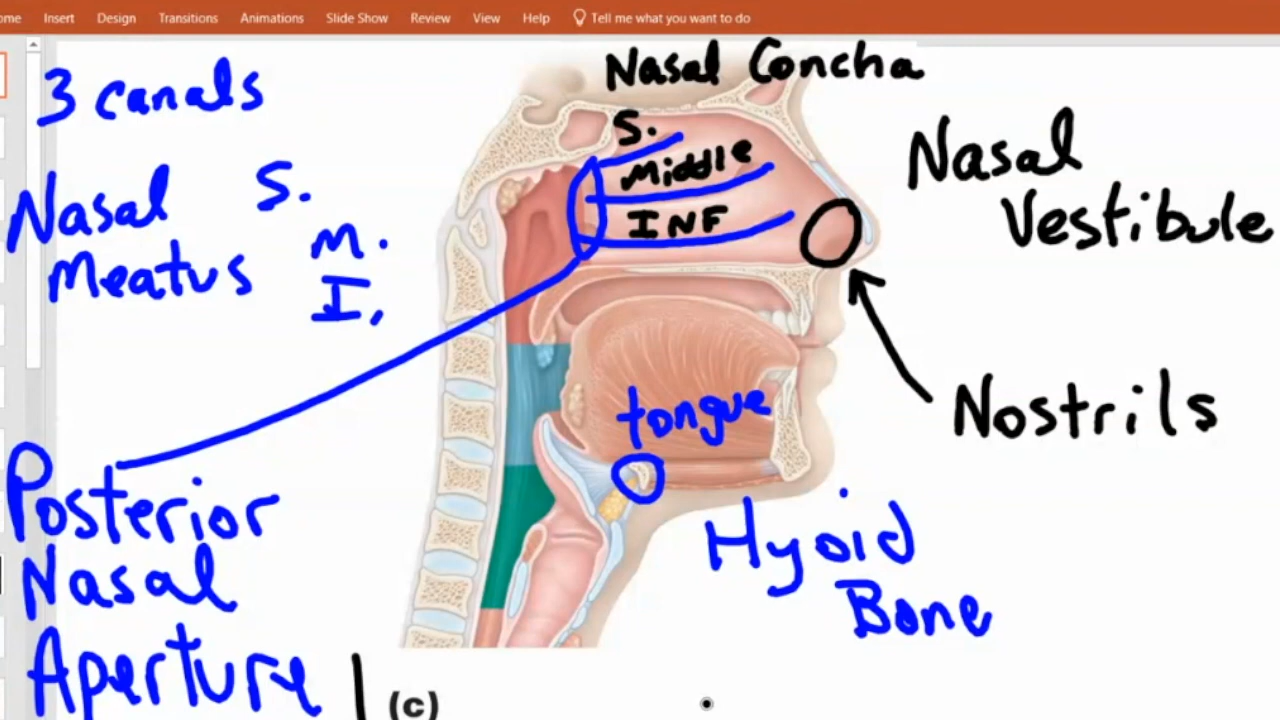 ome Insert Design Transitions Animations Slide Show Review View Help Tell me what you want to do
Nasal Concha
3 canals
S.
Middle
INF
Nasal
Vestibule
Nasal
Meatus
S.
M.
I,
Nostrils
tongue
Hyoid
Bone
Posterior
Nasal
Aperture
(c)